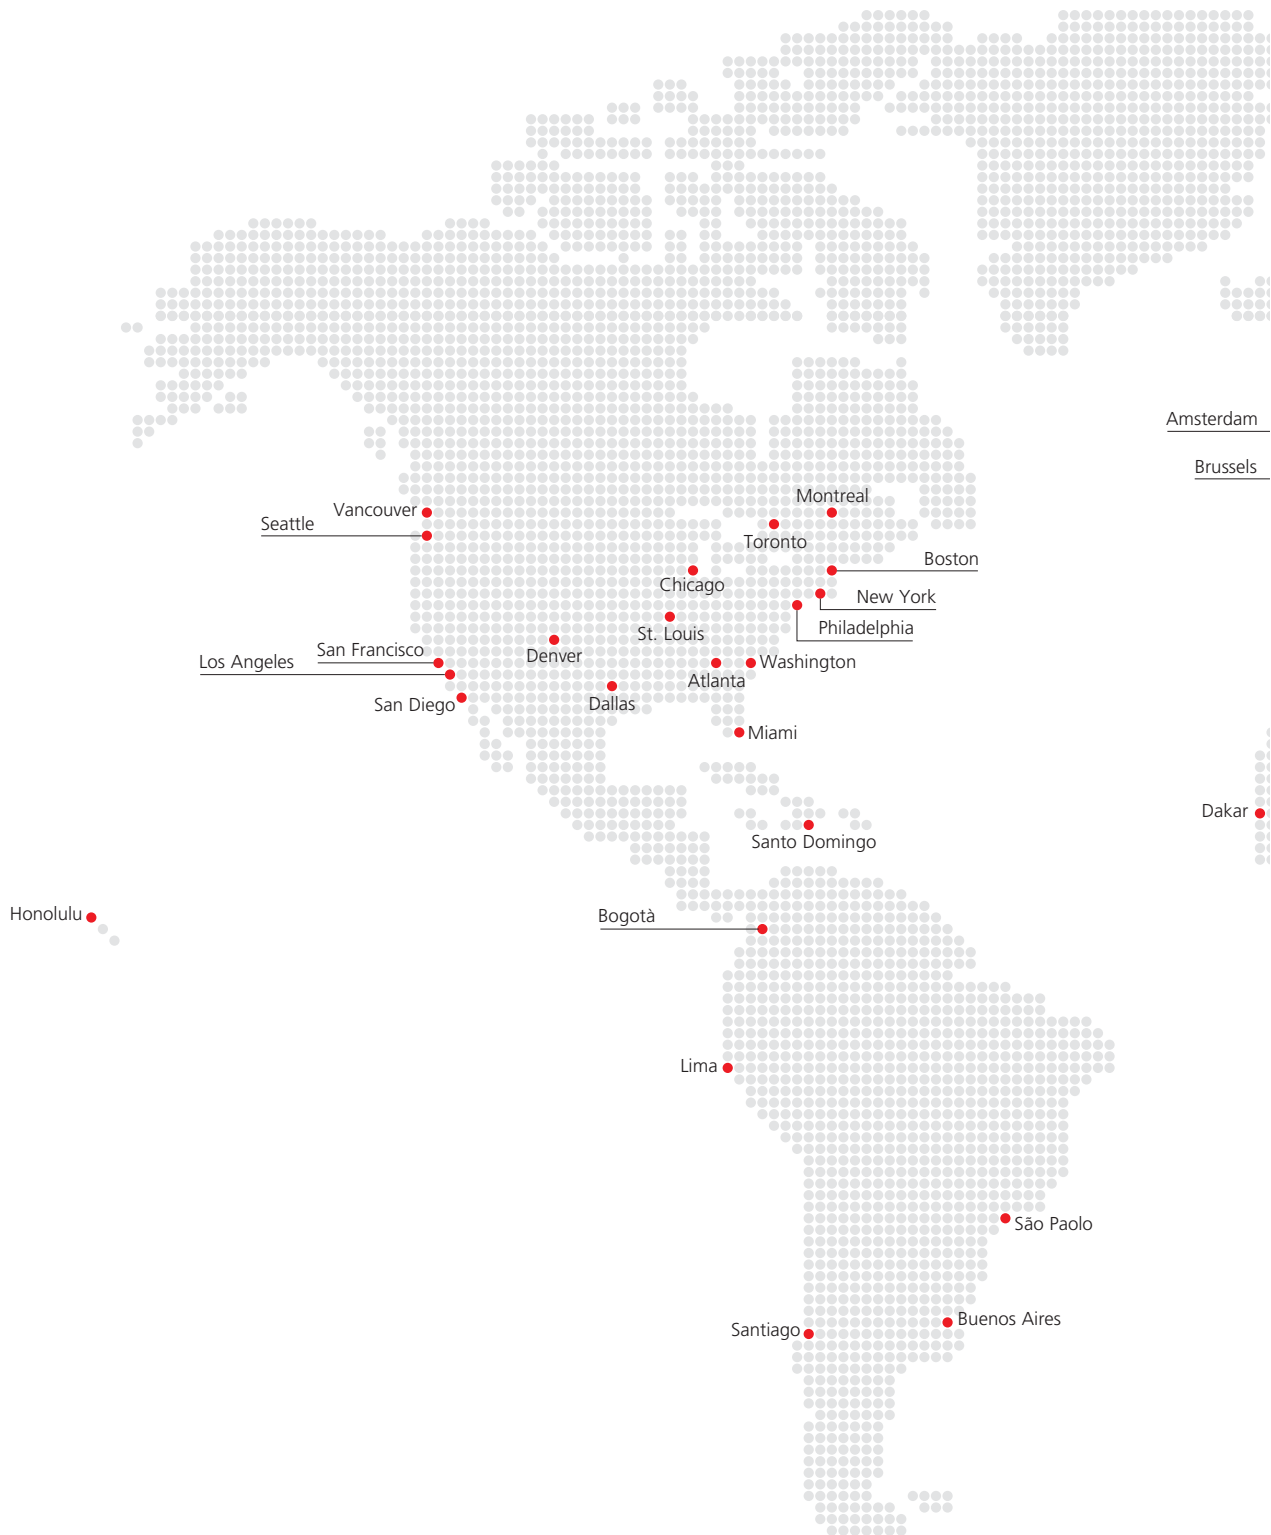 Amsterdam
Brussels
Montreal
Vancouver
Seattle
Toronto
Boston
Chicago
New York
Philadelphia
St. Louis
San Francisco
Denver
Los Angeles
Washington
Atlanta
San Diego
Dallas
Miami
Dakar
Santo Domingo
Honolulu
Bogotà
Lima
São Paolo
Buenos Aires
Santiago